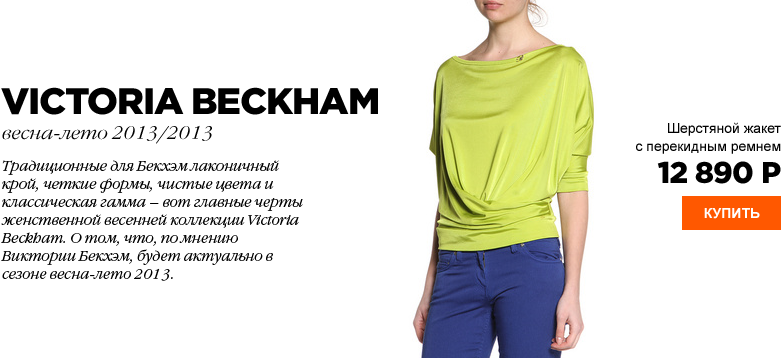 VICTORIA BECKHAM
весна-лето 2013/2013
Традиционные для Бекхэм лаконичный
крой, четкие формы, чистые цвета и
классическая гамма – вот главные черты
женственной весенней коллекции Victoria
Beckham. О том, что, по мнению
Виктории Бекхэм, будет актуально в
сезоне весна-лето 2013.
Шерстяной жакет
с перекидным ремнем
12 890 Р
КУПИТЬ